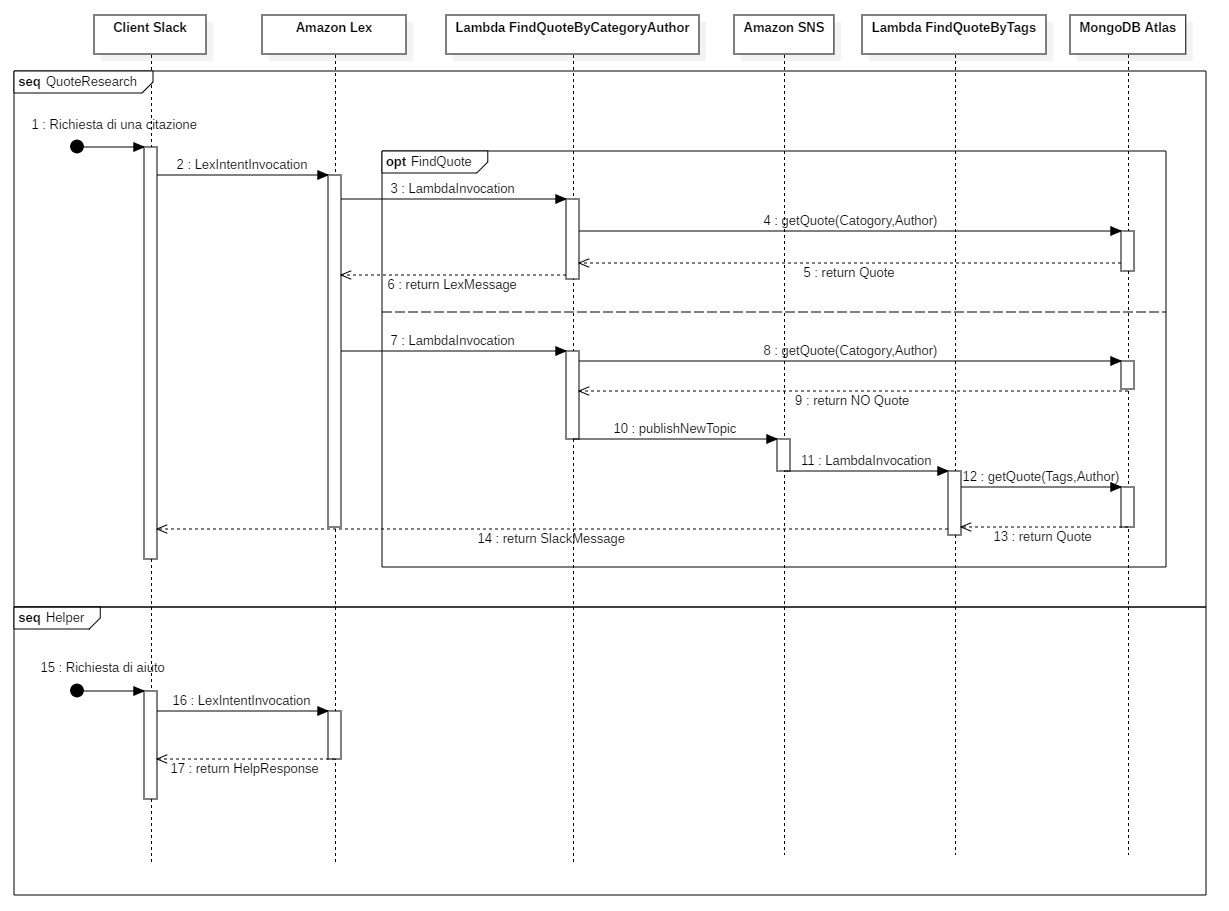 Client Slack
Amazon Lex
Lambda FindQuoteByCategoryAuthor
Amazon SNS
Lambda FindQuoteByTags
MongoDB Atlas
seq QuoteResearch
1 : Richiesta di una citazione
opt FindQuote
2 : LexIntentInvocation
3 : LambdaInvocation
4 : getQuote(Catogory,Author)
5 : return Quote
6 : return LexMessage
7 : LambdaInvocation
8 : getQuote(Catogory,Author)
9 : return NO Quote
10 : publishNewTopic
11 : LambdaInvocation
12 : getQuote(Tags,Author)
13 : return Quote
14 : return SlackMessage
seq Helper
15 : Richiesta di aiuto
16 : LexIntentInvocation
17 : return HelpResponse